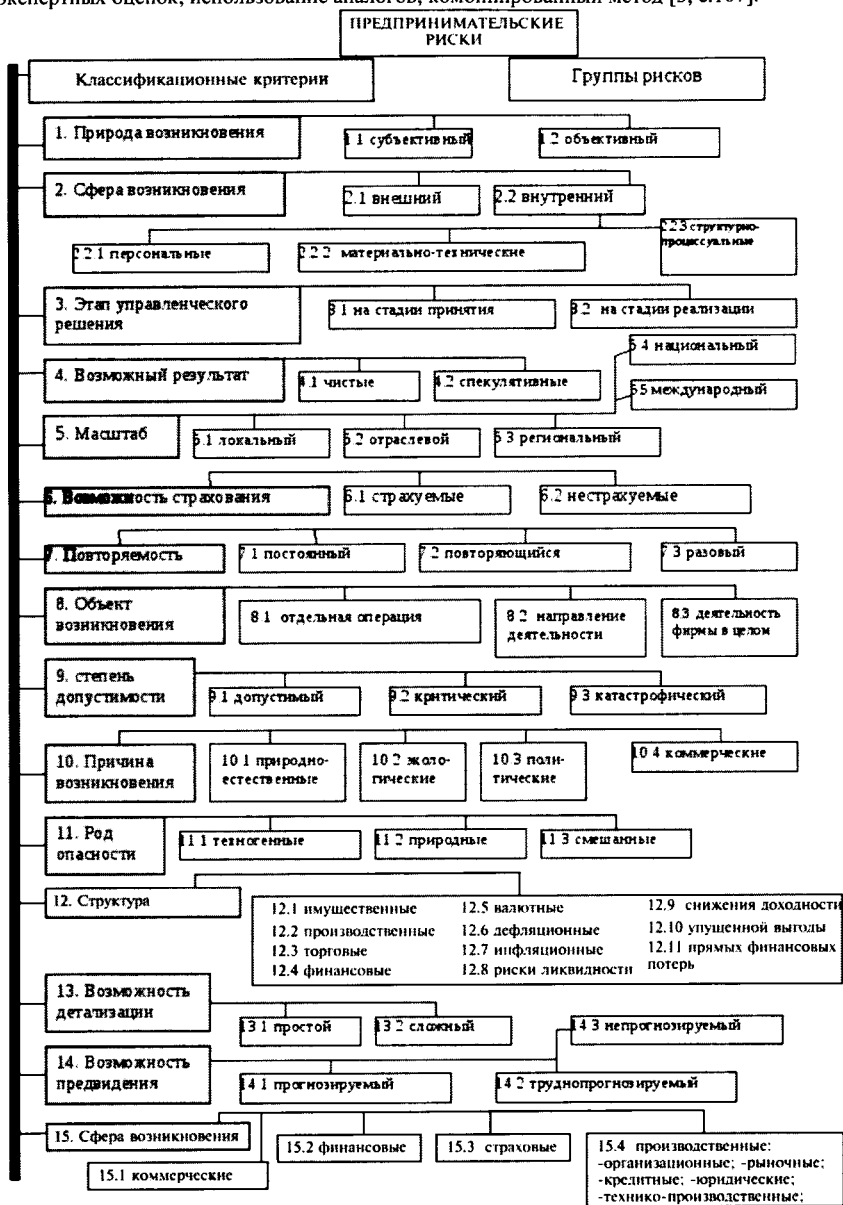 экспертных оценок, использование аналогов, комбинированный метод
ПРЕДПРИНИМАТЕЛЬСКИЕ
РИСКИ
Классификационные критерии
Группы рисков
1. Природа возникновения
1 1 субъективный
1.2 объективный
2. Сфера возникновения
2.1 внешний
2.2 внутренний
2 2 1 персональные
2 2 2 материально-технические
2 2 3 структурно-
процессуальные
3. Этап управленческого
решения
3 1 на стадии принятия
3.2 на стадии реализации
5 4 национальный
4. Возможный результат
4.1 чистые
4.2 спекулятивные
5 5 международный
5. Масштаб
5.1 локальный
5.2 отраслевой
5 3 региональный
6. Возможность страхования
6.1 страхуемые
6.2 нестрахуемые
7. Повторяемость
7 1 постоянный
7 2 повторяющийся
7 3 разовый
8. Объект
возникновения
8 1 отдельная операция
8 2 направление
деятельности
8.3 деятельность
фирмы в целом
9. степень
допустимости
9 1 допустимый
9.2 критический
9 3 катастрофический
10. Причина
возникновения
10 1 природно-
естественные
10 2 эколо-
гические
10 3 поли-
тические
10 4 коммерческие
11. Род
опасности
11 1 техногенные
11 2 природные
11 3 смешанные
12. Структура
12.1 имущественные
12.2 производственные
12.3 торговые
12.4 финансовые
12.5 валютные
12.6 дефляционные
12.7 инфляционные
12.8 риски ликвидности
12.9 снижения доходности
12.10 упущенной выгоды
12.11 прямых финансовых
потерь
13. Возможность
детализации
13 1 простой
13 2 сложный
14 3 непрогнозируемый
14. Возможность
предвидения
14 1 прогнозируемый
14 2 труднопрогнозируемый
15. Сфера возникновения
15.1 коммерческие
15.2 финансовые
15.3 страховые
15.4 производственные:
-организационные; -рыночные;
-кредитные; -юридические;
-технико-производственные;